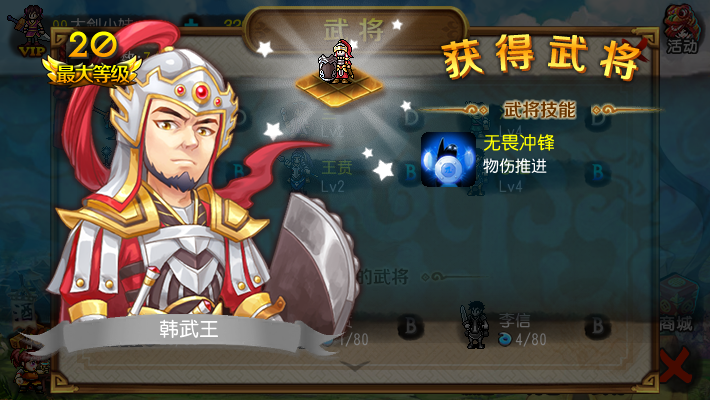 武将
20
最大等级
VIP
获得武将
活动
武将技能
无畏冲锋
物伤推进
D
D
Lv4
王贲
Lv2
B
B
Lv4
的武将
韩武王
1/80
B
李信
4/80
B
商城